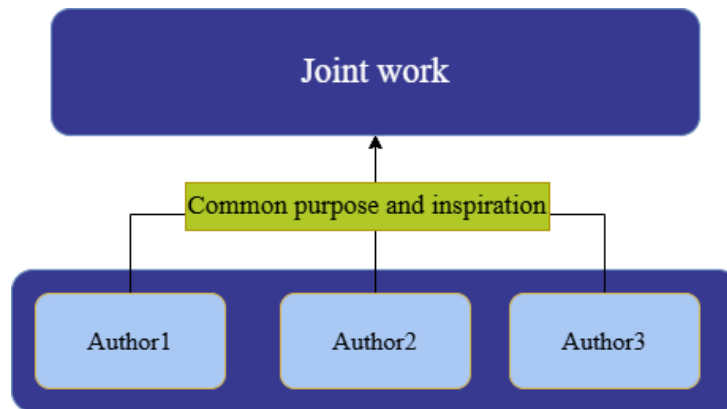 Joint work
Common purpose and inspiration
Author1
Author2
Author3